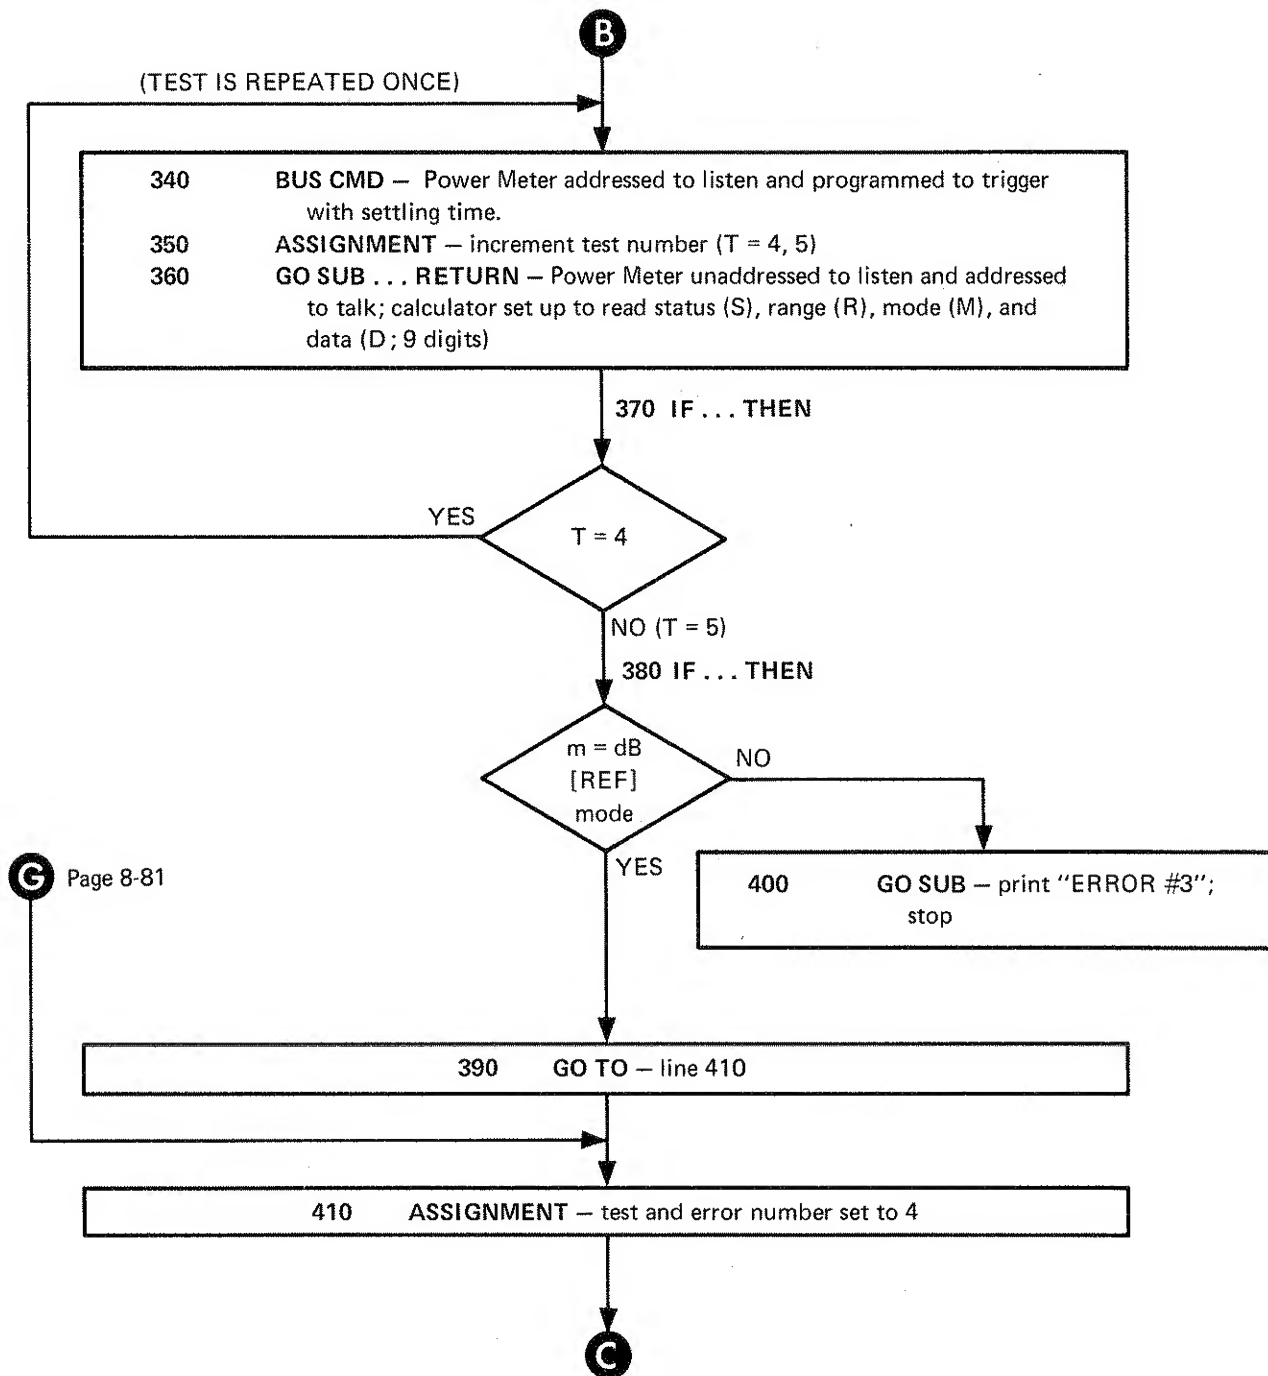 B
(TEST IS REPEATED ONCE)
340 BUS CMD — Power Meter addressed to listen and programmed to trigger
with settling time.
350 ASSIGNMENT — increment test number (T = 4, 5)
360 GO SUB ... RETURN — Power Meter unaddressed to listen and addressed
to talk; calculator set up to read status (S), range (R), mode (M), and
data (D; 9 digits)
370 IF ... THEN
YES
T = 4
NO (T = 5)
380 IF ... THEN
m = dB
[REF]
mode
NO
YES
G Page 8-81
400 GO SUB — print "ERROR #3";
stop
390 GO TO — line 410
410 ASSIGNMENT — test and error number set to 4
C